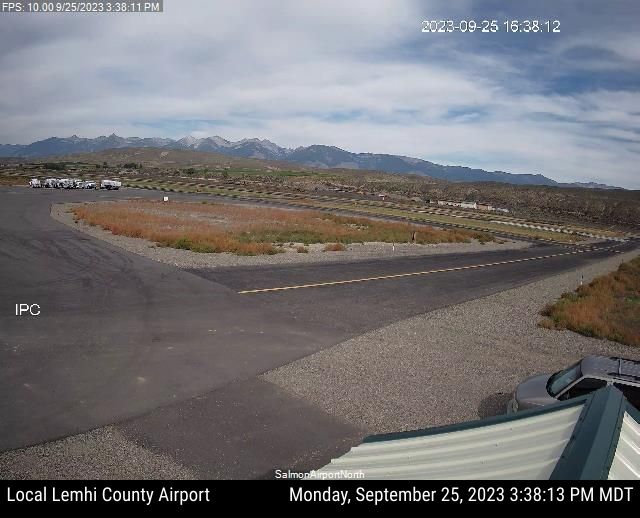 FPS: 10.00 9/25/2023 3:38:11 PM
2023-09-25 16:38:12
IPC
SalmonAirportNorth
Local Lemhi County Airport
Monday, September 25, 2023 3:38:13 PM MDT